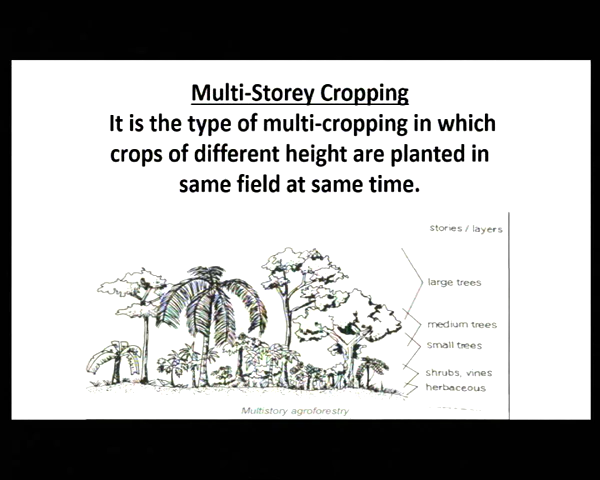 Multi-Storey Cropping
It is the type of multi-cropping in which
crops of different height are planted in
same field at same time.
stories / layers
large trees
medium trees
small trees
shrubs, vines
herbaceous
Multistory agroforestry